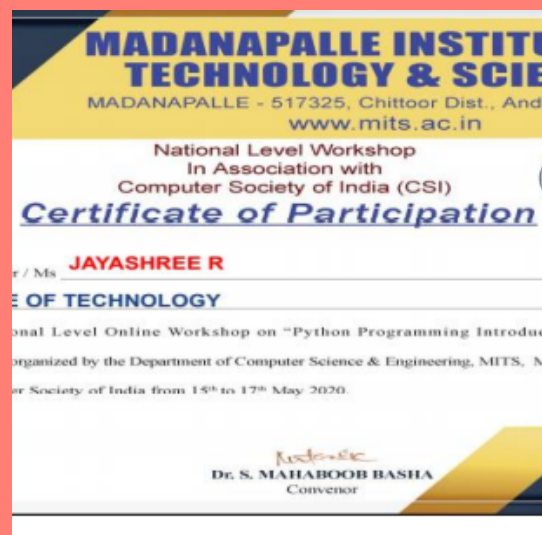 MADANAPALLE INSTITU
TECHNOLOGY & SCIE
MADANAPALLE - 517325, Chittoor Dist., And
www.mits.ac.in
National Level Workshop
In Association with
Computer Society of India (CSI)
Certificate of Participation
r / Ms JAYASHREE R
E OF TECHNOLOGY
onal Level Online Workshop on “Python Programming Introduc
organized by the Department of Computer Science & Engineering, MITS, M
er Society of India from 15th to 17th May 2020.
Dr. S. MAHABOOB BASHA
Convenor